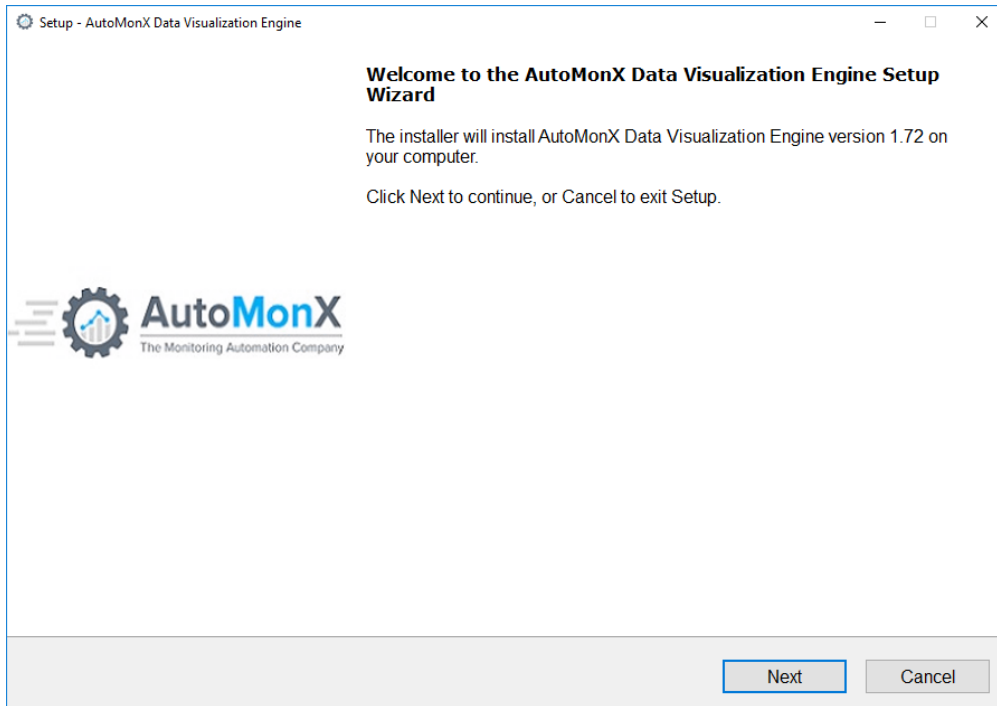 Setup - AutoMonX Data Visualization Engine
Welcome to the AutoMonX Data Visualization Engine Setup
Wizard
The installer will install AutoMonX Data Visualization Engine version 1.72 on
your computer.
Click Next to continue, or Cancel to exit Setup.
AutoMonX
The Monitoring Automation Company
Next
Cancel